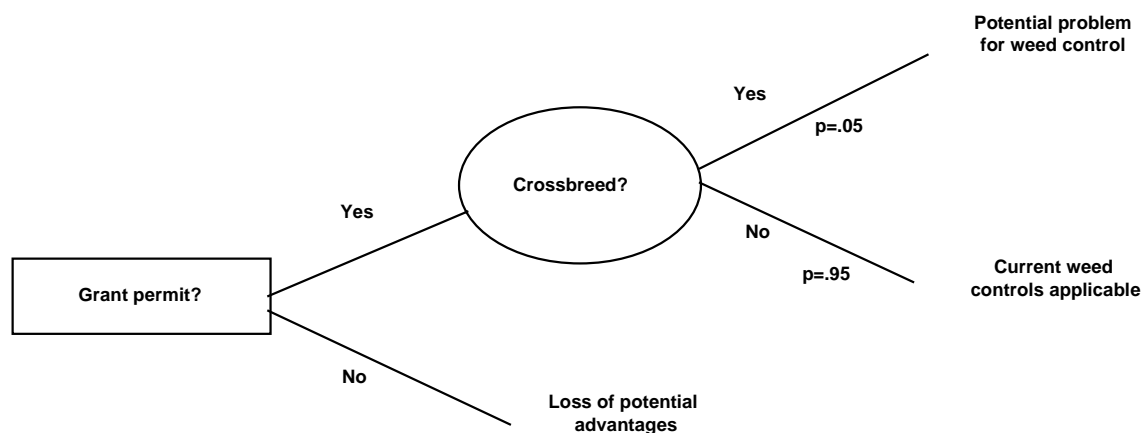 Potential problem
for weed control
Yes
p=.05
Crossbreed?
Yes
No
p=.95
Current weed
controls applicable
Grant permit?
No
Loss of potential
advantages